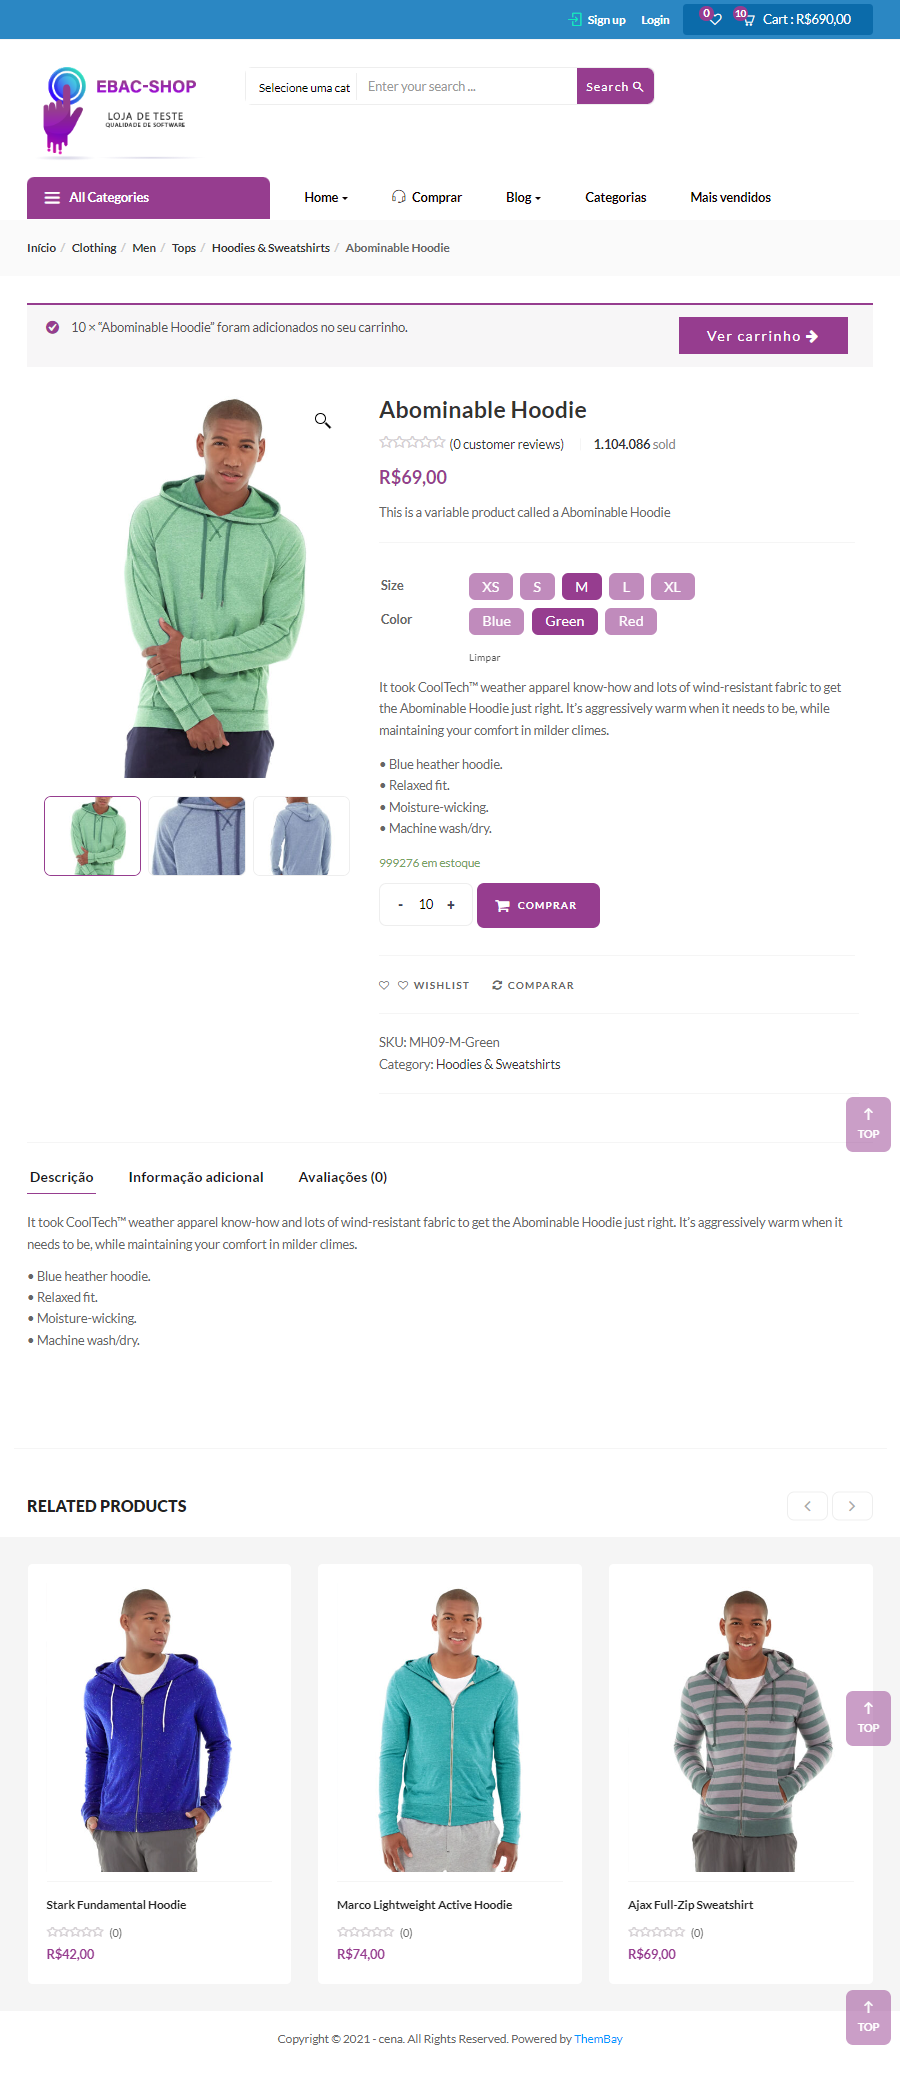 Sign up
Login
0
10
Cart : R$690,00
EBAC-SHOP
LOJA DE TESTE
QUALIDADE DE SOFTWARE
Selecione uma cat
Enter your search ...
Search
All Categories
Home
Comprar
Blog
Categorias
Mais vendidos
Início / Clothing / Men / Tops / Hoodies & Sweatshirts / Abominable Hoodie
10 × “Abominable Hoodie” foram adicionados no seu carrinho.
Ver carrinho
Abominable Hoodie
(0 customer reviews)
1.104.086 sold
R$69,00
This is a variable product called a Abominable Hoodie
Size
XS S M L XL
Color
Blue Green Red
Limpar
It took CoolTech™ weather apparel know-how and lots of wind-resistant fabric to get
the Abominable Hoodie just right. It’s aggressively warm when it needs to be, while
maintaining your comfort in milder climes.
• Blue heather hoodie.
• Relaxed fit.
• Moisture-wicking.
• Machine wash/dry.
999276 em estoque
- 10 +
COMPRAR
WISHLIST
COMPARAR
SKU: MH09-M-Green
Category: Hoodies & Sweatshirts
TOP
Descrição
Informação adicional
Avaliações (0)
It took CoolTech™ weather apparel know-how and lots of wind-resistant fabric to get the Abominable Hoodie just right. It’s aggressively warm when it
needs to be, while maintaining your comfort in milder climes.
• Blue heather hoodie.
• Relaxed fit.
• Moisture-wicking.
• Machine wash/dry.
RELATED PRODUCTS
TOP
Stark Fundamental Hoodie
(0)
R$42,00
Marco Lightweight Active Hoodie
(0)
R$74,00
Ajax Full-Zip Sweatshirt
(0)
R$69,00
TOP
Copyright © 2021 - cena. All Rights Reserved. Powered by ThemBay